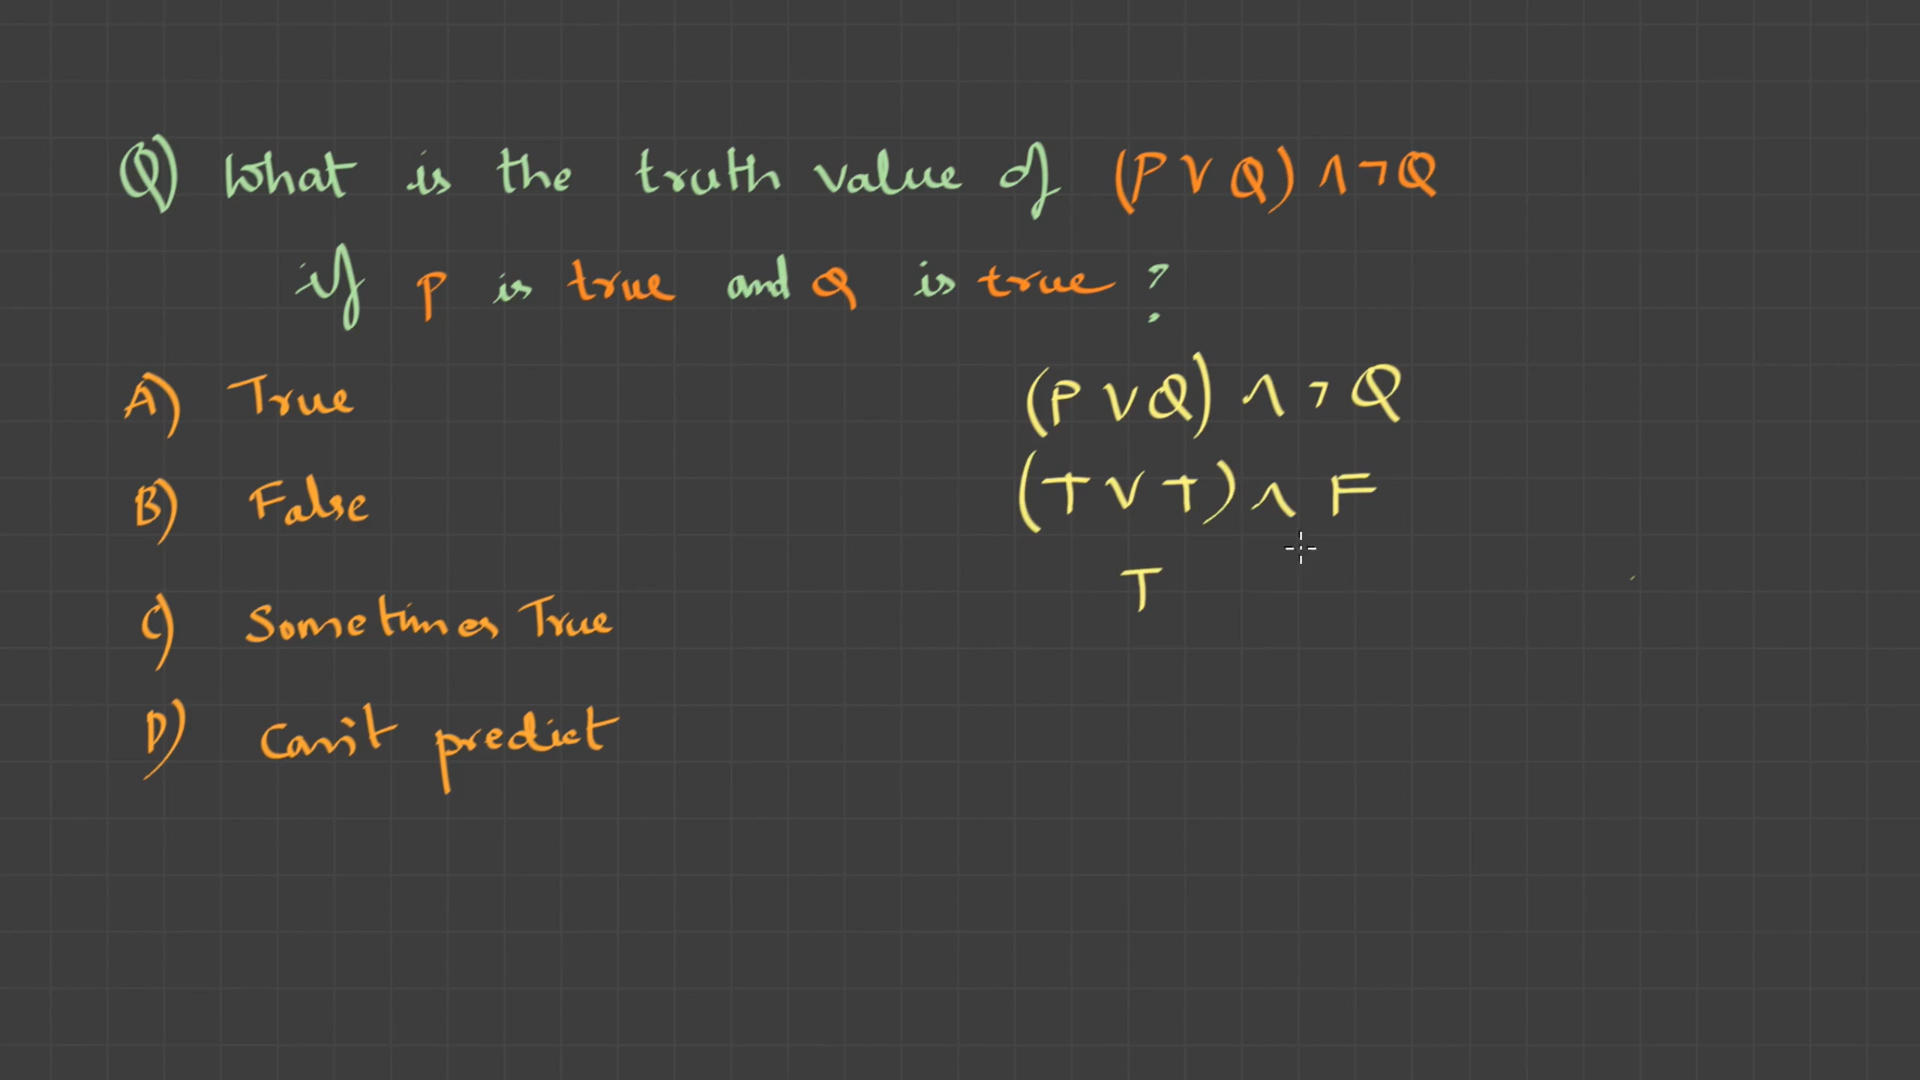 Q) What is the truth value of (P ∨ Q) ∧ ¬ Q
if P is true and Q is true ?
A) True
B) False
C) Sometimes True
D) Can't predict
(P ∨ Q) ∧ ¬ Q
(T ∨ T) ∧ F
T